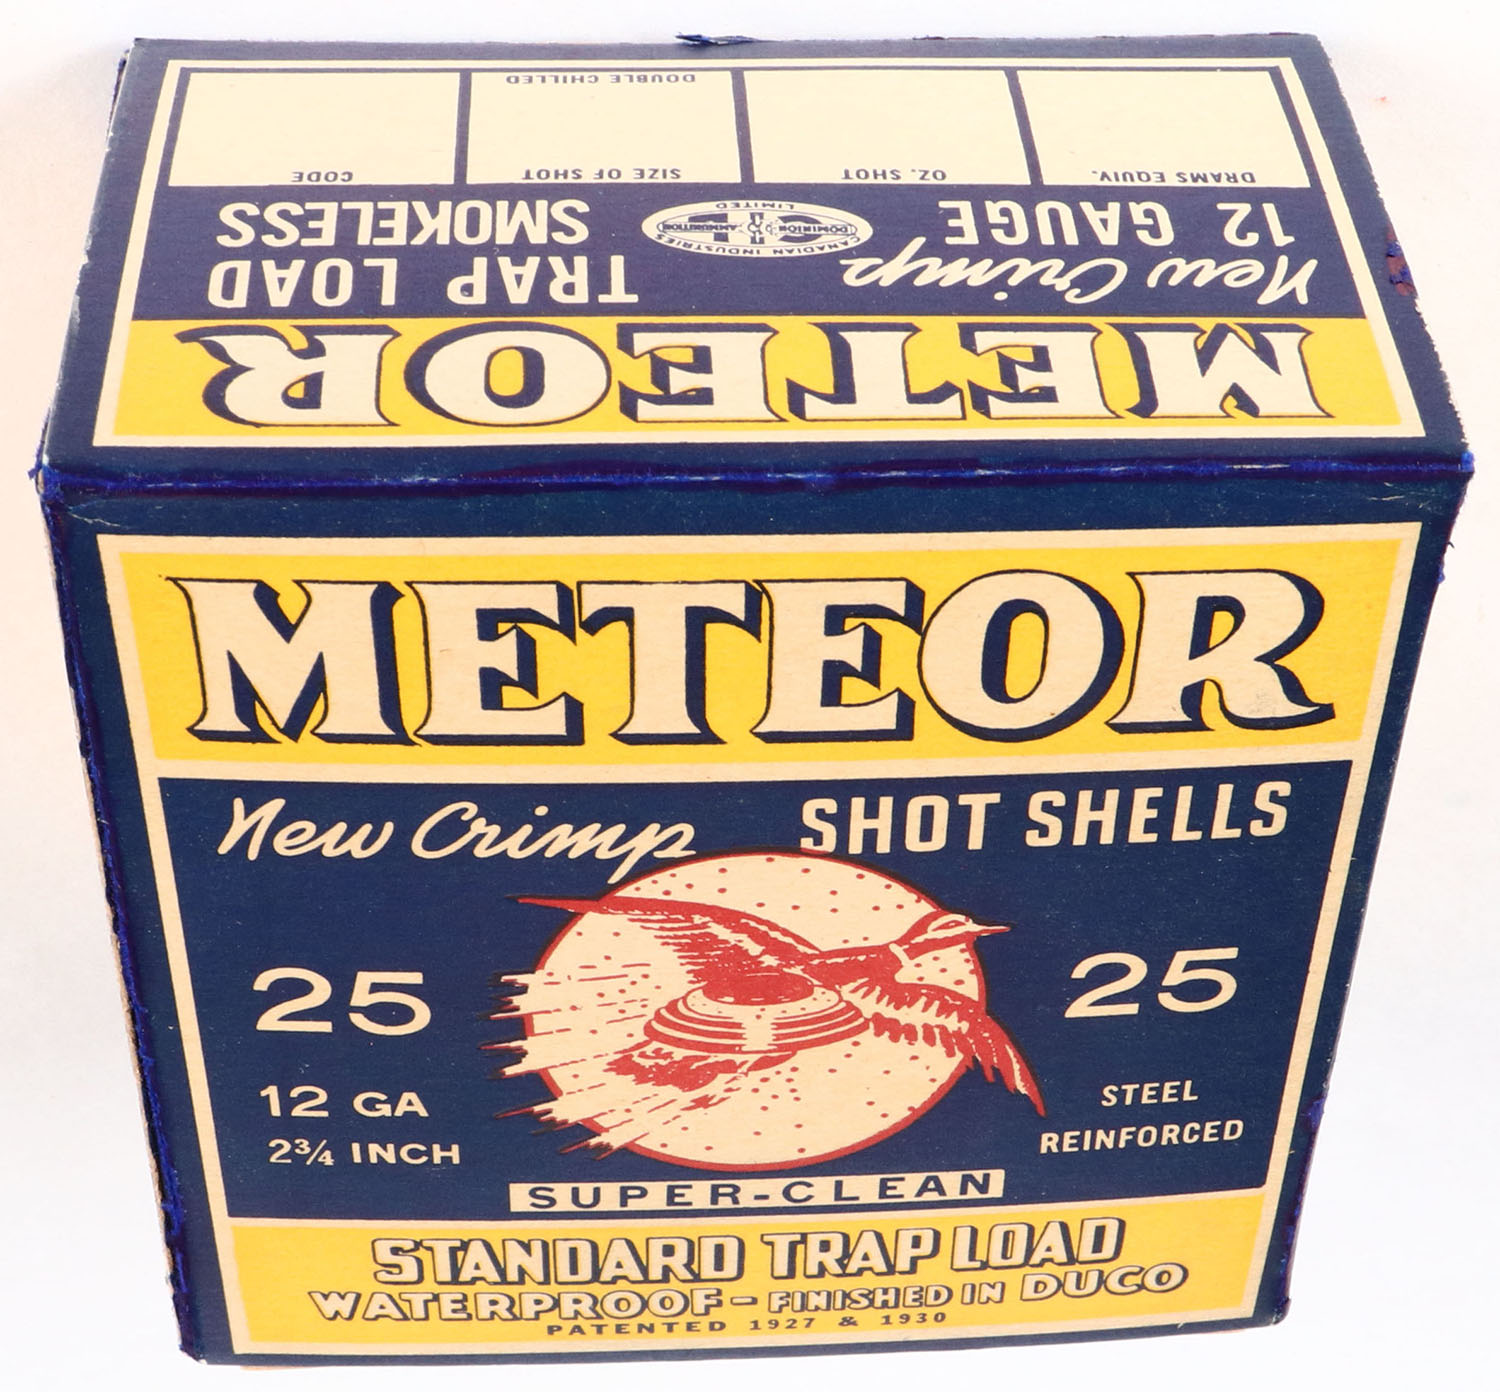 METEOR
New Crimp
TRAP LOAD
12 GAUGE
SMOKELESS
CANADIAN INDUSTRIES
DOMINION AMMUNITION
CIL
LIMITED
DRAMS EQUIV.
OZ. SHOT
SIZE OF SHOT
CODE
DOUBLE CHILLED
METEOR
New Crimp SHOT SHELLS
25 25
12 GA
2¾ INCH
STEEL
REINFORCED
SUPER-CLEAN
STANDARD TRAP LOAD
WATERPROOF - FINISHED IN DUCO
PATENTED 1927 & 1930